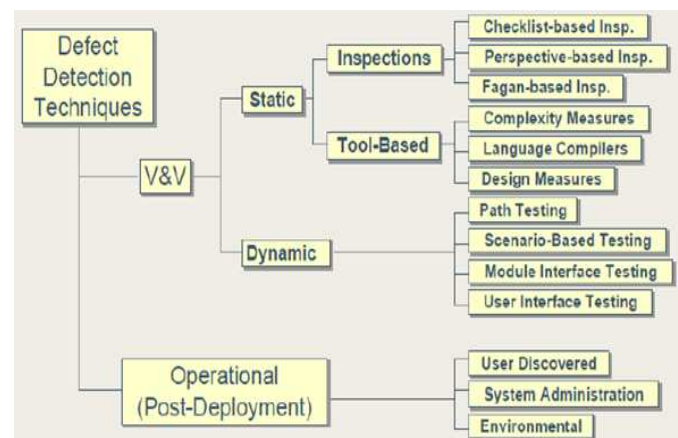 Defect
Detection
Techniques
V&V
Static
Inspections
Checklist-based Insp.
Perspective-based Insp.
Fagan-based Insp.
Tool-Based
Complexity Measures
Language Compilers
Design Measures
Dynamic
Path Testing
Scenario-Based Testing
Module Interface Testing
User Interface Testing
Operational
(Post-Deployment)
User Discovered
System Administration
Environmental